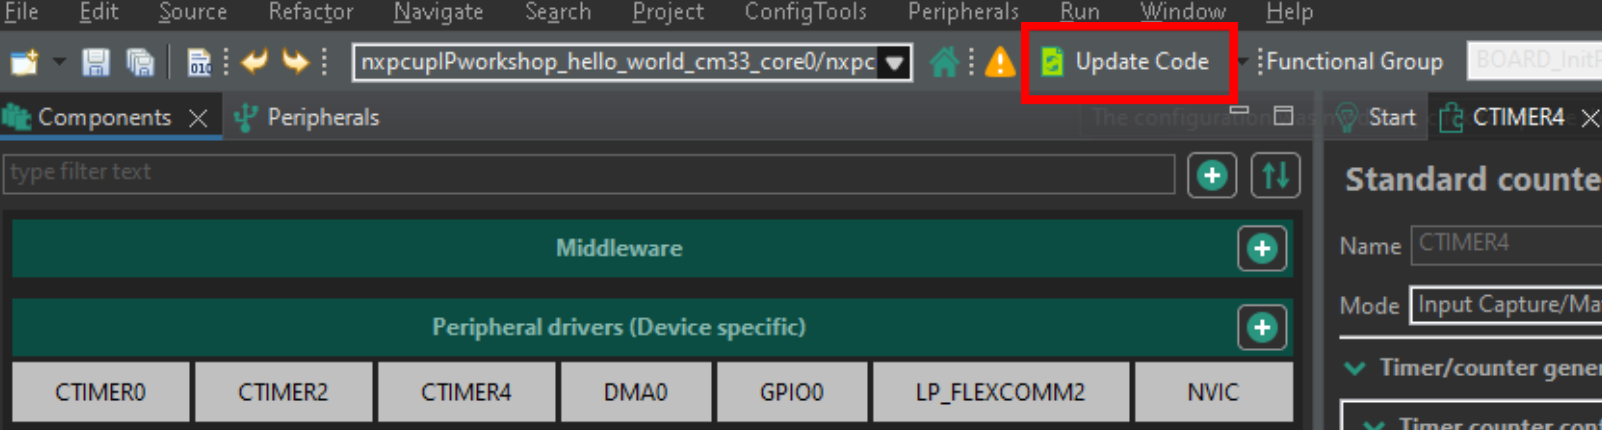 File Edit Source Refactor Navigate Search Project ConfigTools Peripherals Run Window Help
nxpcupIPworkshop_hello_world_cm33_core0/nxpc Update Code Functional Group BOARD_InitP
Components Peripherals The configuration has Start CTIMER4
type filter text
Standard counte
Name CTIMER4
Middleware
Mode Input Capture/Ma
Peripheral drivers (Device specific)
Timer/counter gener
CTIMER0 CTIMER2 CTIMER4 DMA0 GPIO0 LP_FLEXCOMM2 NVIC
Timer counter con